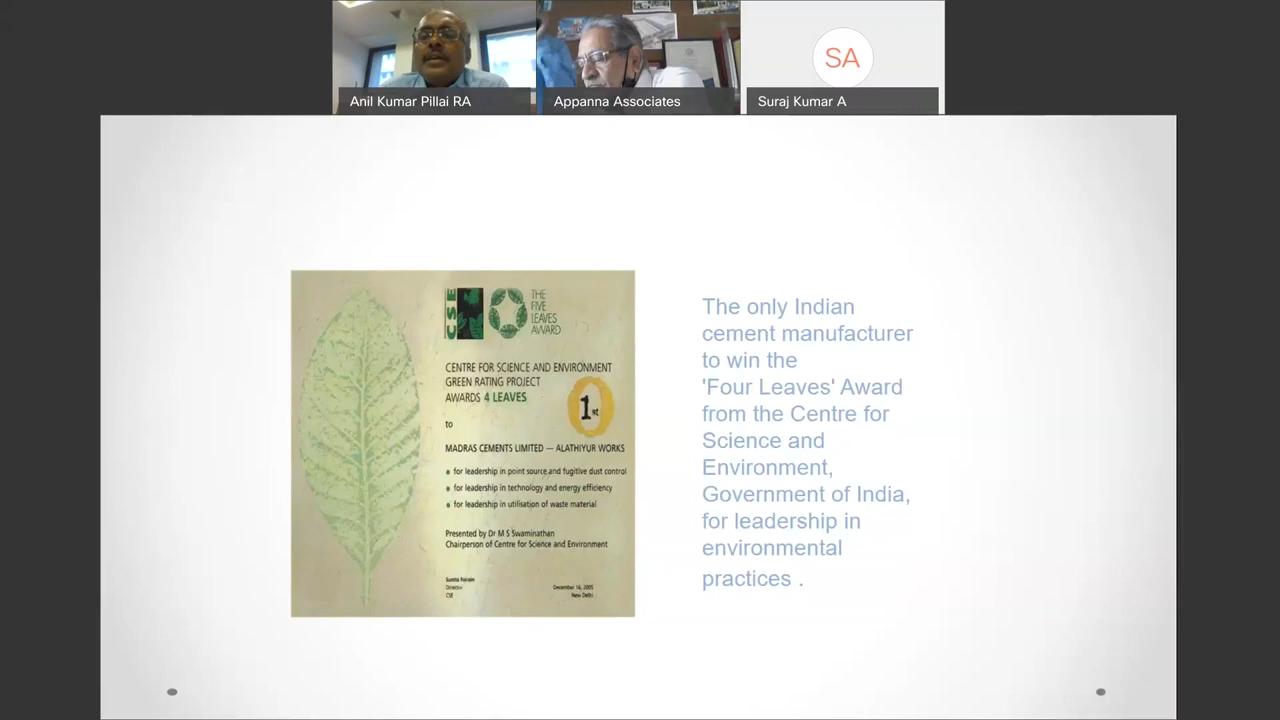 Anil Kumar Pillai RA
Appanna Associates
SA
Suraj Kumar A
CSE
THE
FIVE
LEAVES
AWARD
CENTRE FOR SCIENCE AND ENVIRONMENT
GREEN RATING PROJECT
AWARDS 4 LEAVES
1st
to
MADRAS CEMENTS LIMITED — ALATHIYUR WORKS
for leadership in point source and fugitive dust control
for leadership in technology and energy efficiency
for leadership in utilisation of waste material
Presented by Dr M S Swaminathan
Chairperson of Centre for Science and Environment
Sunita Narain
Director
CSE
December 16, 2005
New Delhi
The only Indian
cement manufacturer
to win the
'Four Leaves' Award
from the Centre for
Science and
Environment,
Government of India,
for leadership in
environmental
practices .